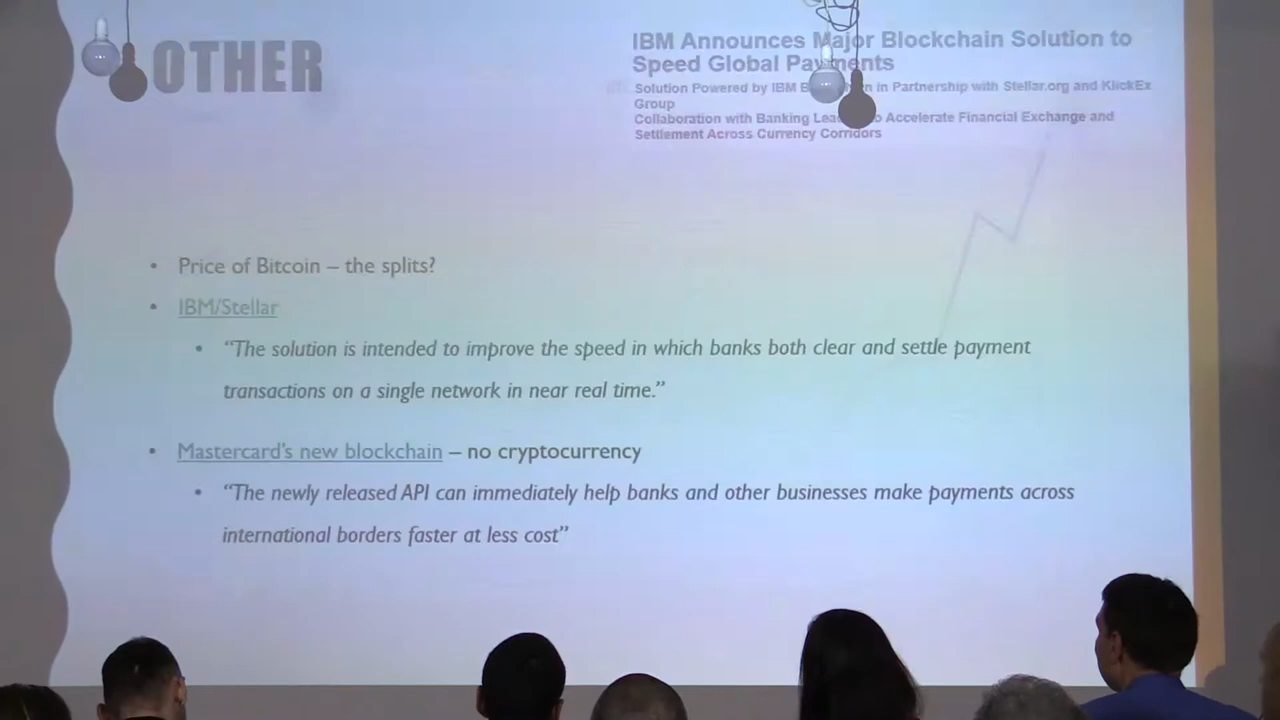 OTHER
IBM Announces Major Blockchain Solution to
Speed Global Payments
Solution Powered by IBM in Partnership with Stellar.org and KlickEx
Group
Collaboration with Banking to Accelerate Financial Exchange and
Settlement Across Currency Corridors
• Price of Bitcoin – the splits?
• IBM/Stellar
• “The solution is intended to improve the speed in which banks both clear and settle payment
transactions on a single network in near real time.”
• Mastercard’s new blockchain – no cryptocurrency
• “The newly released API can immediately help banks and other businesses make payments across
international borders faster at less cost”